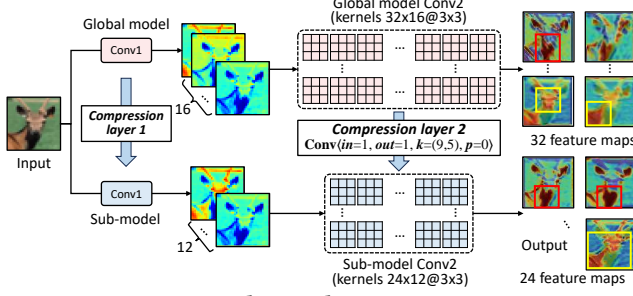 Global model
Global model Conv2
(kernels 32x16@3x3)
Conv1
16
...
...
...
Compression
layer 1
Compression layer 2
Conv⟨in=1, out=1, k=(9,5), p=0⟩
Input
32 feature maps
Conv1
Sub-model
12
...
...
...
Sub-model Conv2
(kernels 24x12@3x3)
Output
24 feature maps